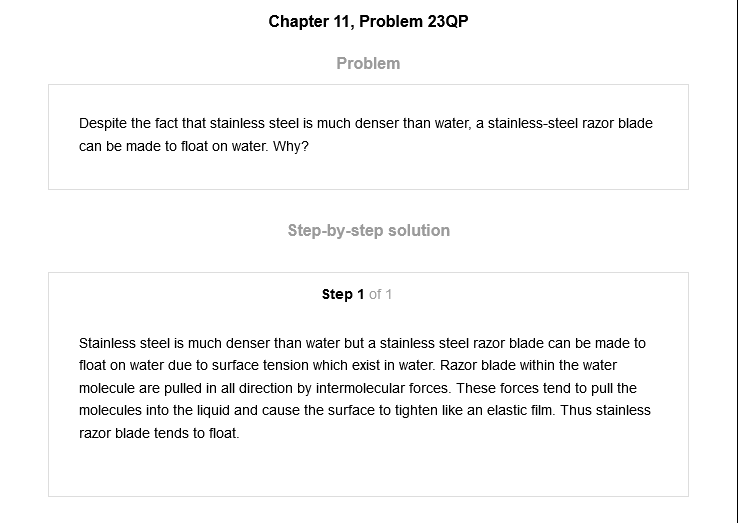 Chapter 11, Problem 23QP
Problem
Despite the fact that stainless steel is much denser than water, a stainless-steel razor blade
can be made to float on water. Why?
Step-by-step solution
Step 1 of 1
Stainless steel is much denser than water but a stainless steel razor blade can be made to
float on water due to surface tension which exist in water. Razor blade within the water
molecule are pulled in all direction by intermolecular forces. These forces tend to pull the
molecules into the liquid and cause the surface to tighten like an elastic film. Thus stainless
razor blade tends to float.